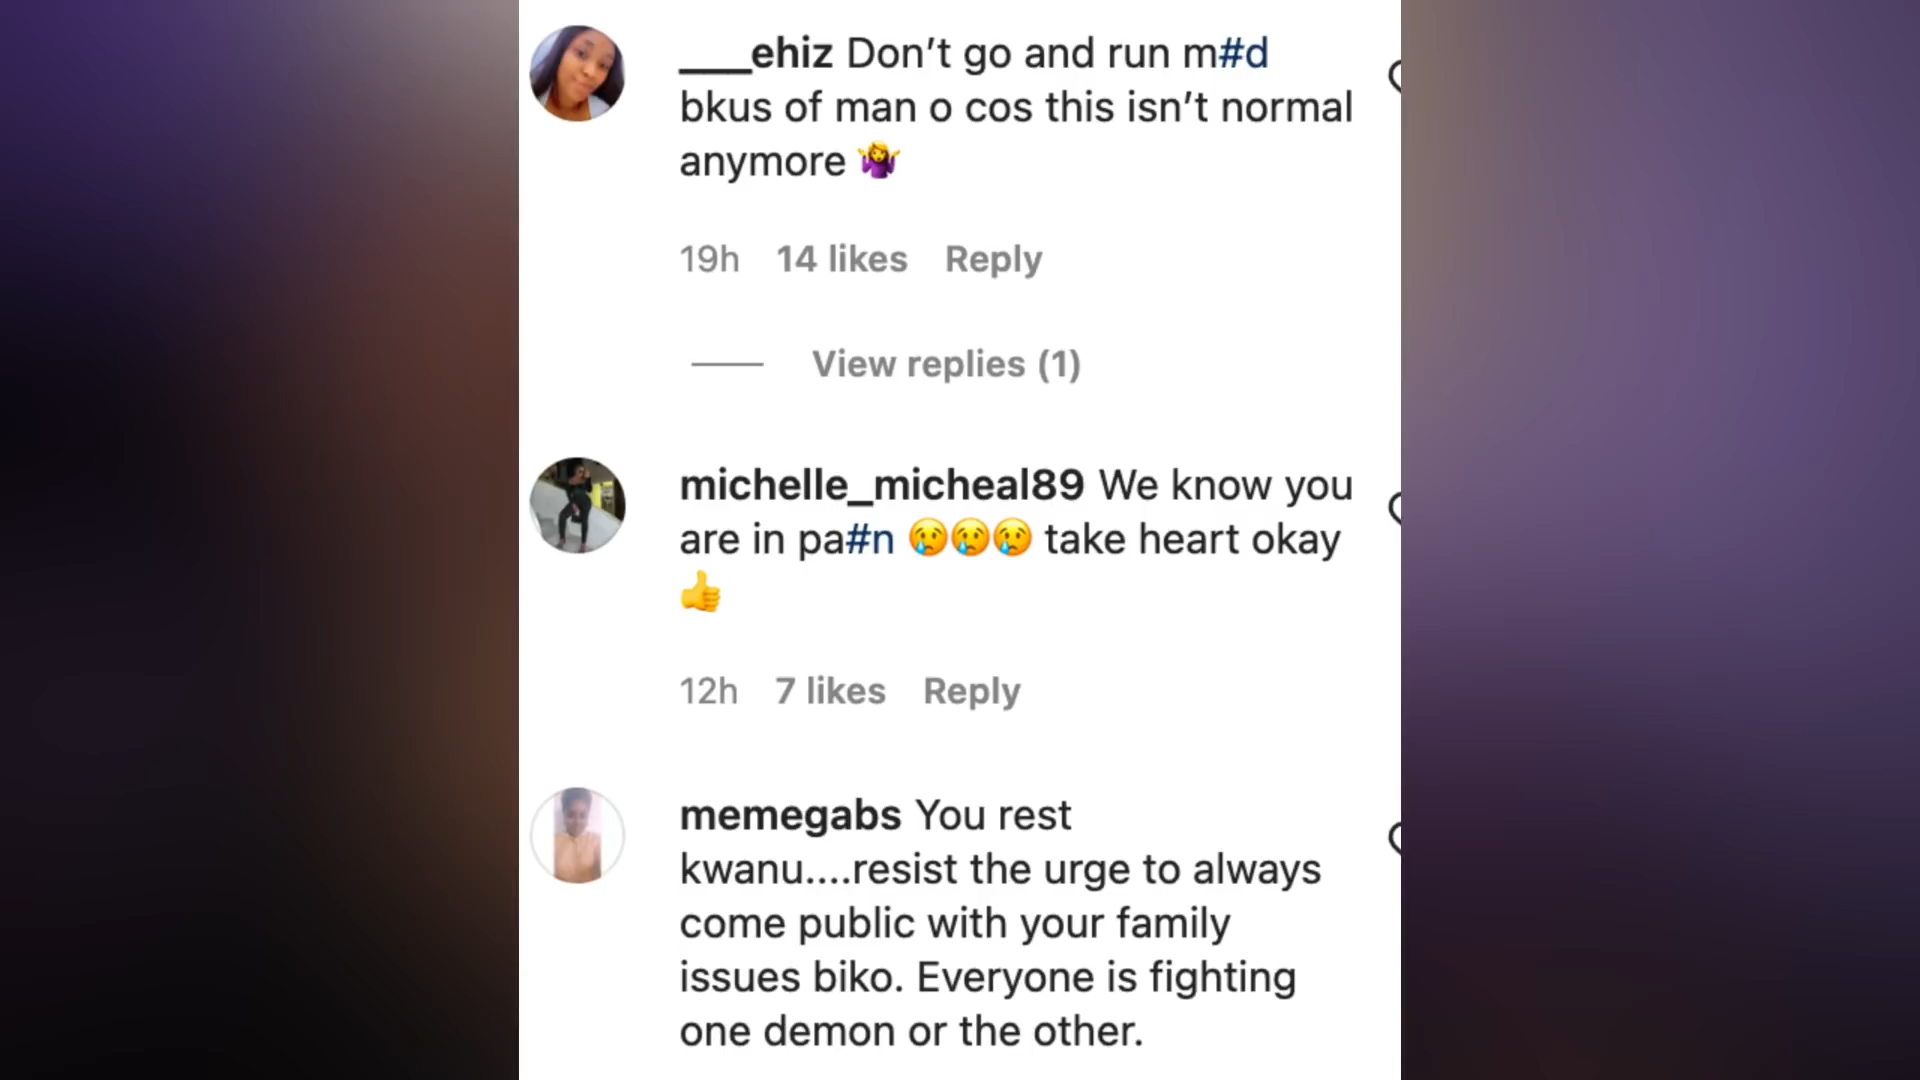 ___ehiz Don't go and run m#d
bkus of man o cos this isn't normal
anymore 🤷‍♀️
19h 14 likes Reply
View replies (1)
michelle_micheal89 We know you
are in pa#n 😢😢😢 take heart okay
👍
12h 7 likes Reply
memegabs You rest
kwanu....resist the urge to always
come public with your family
issues biko. Everyone is fighting
one demon or the other.